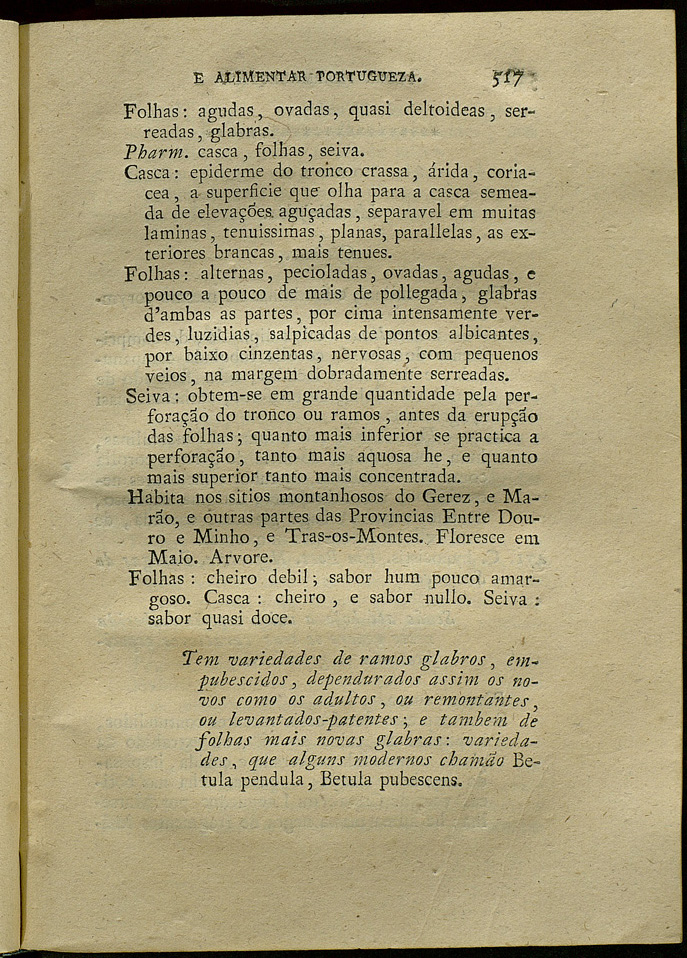 E ALIMENTAR PORTUGUEZA. 517
Folhas: agudas, ovadas, quasi deltoideas, ser-
readas, glabras.
Pharm. casca, folhas, seiva.
Casca: epiderme do tronco crassa, árida, coria-
cea, a superficie que olha para a casca semea-
da de elevações aguçadas, separavel em muitas
laminas, tenuissimas, planas, parallelas, as ex-
teriores brancas, mais tenues.
Folhas: alternas, pecioladas, ovadas, agudas, e
pouco a pouco de mais de pollegada, glabras
d'ambas as partes, por cima intensamente ver-
des, luzidias, salpicadas de pontos albicantes,
por baixo cinzentas, nervosas, com pequenos
veios, na margem dobradamente serreadas.
Seiva: obtem-se em grande quantidade pela per-
foração do tronco ou ramos, antes da erupção
das folhas; quanto mais inferior se practica a
perforação, tanto mais aquosa he, e quanto
mais superior tanto mais concentrada.
Habita nos sitios montanhosos do Gerez, e Ma-
rão, e outras partes das Provincias Entre Dou-
ro e Minho, e Tras-os-Montes. Floresce em
Maio. Arvore.
Folhas: cheiro debil; sabor hum pouco amar-
goso. Casca: cheiro, e sabor nullo. Seiva:
sabor quasi doce.
Tem variedades de ramos glabros, em-
pubescidos, dependurados assim os no-
vos como os adultos, ou remontantes,
ou levantados-patentes; e tambem de
folhas mais novas glabras: varieda-
des, que alguns modernos chamão Be-
tula pendula, Betula pubescens.